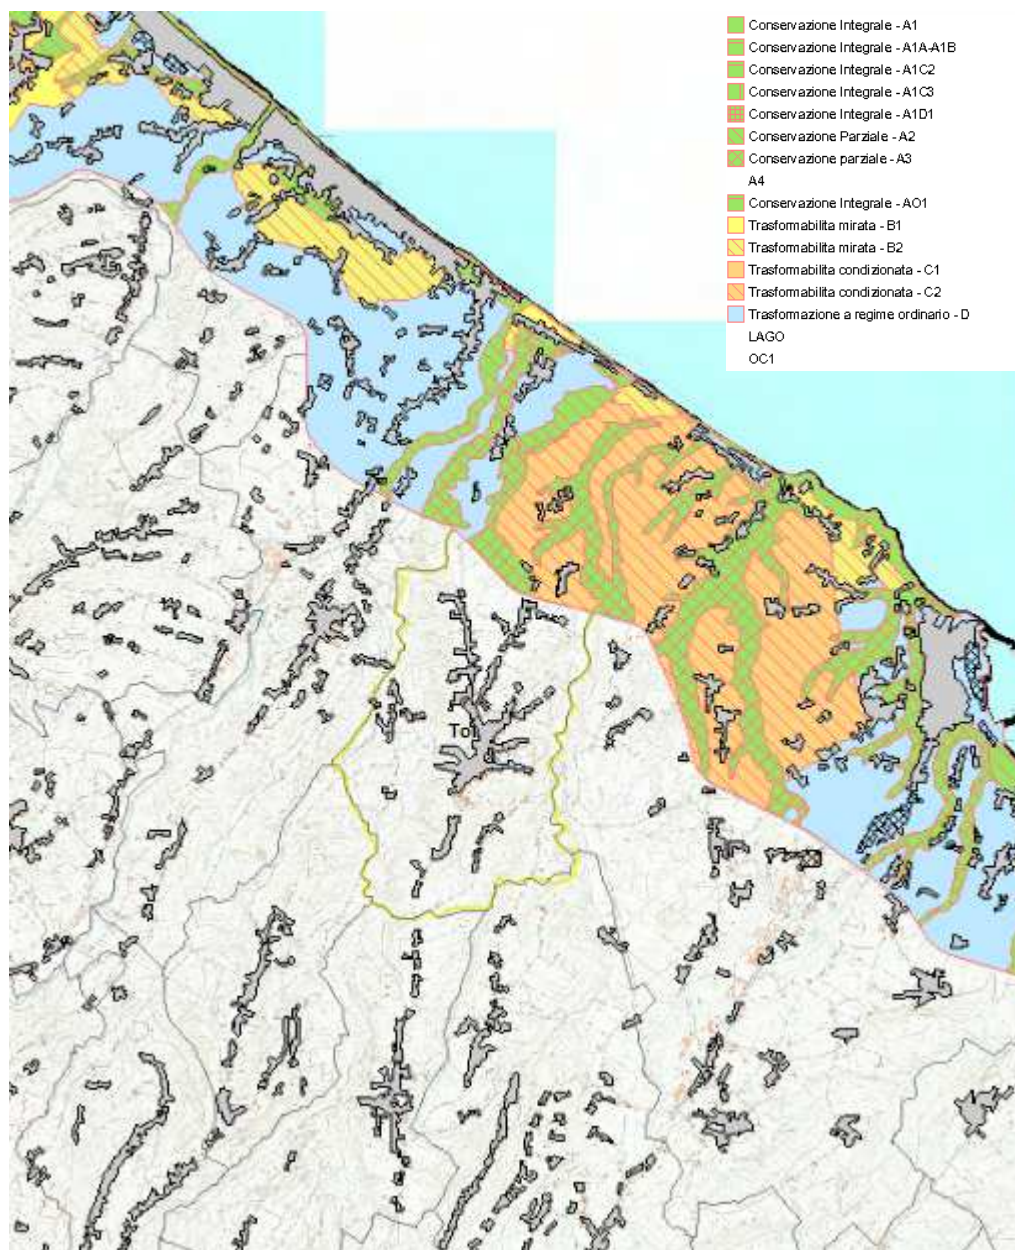 Conservazione Integrale - A1
Conservazione Integrale - A1A-A1B
Conservazione Integrale - A1C2
Conservazione Integrale - A1C3
Conservazione Integrale - A1D1
Conservazione Parziale - A2
Conservazione parziale - A3
A4
Conservazione Integrale - AO1
Trasformabilita mirata - B1
Trasformabilita mirata - B2
Trasformabilita condizionata - C1
Trasformabilita condizionata - C2
Trasformazione a regime ordinario - D
LAGO
OC1